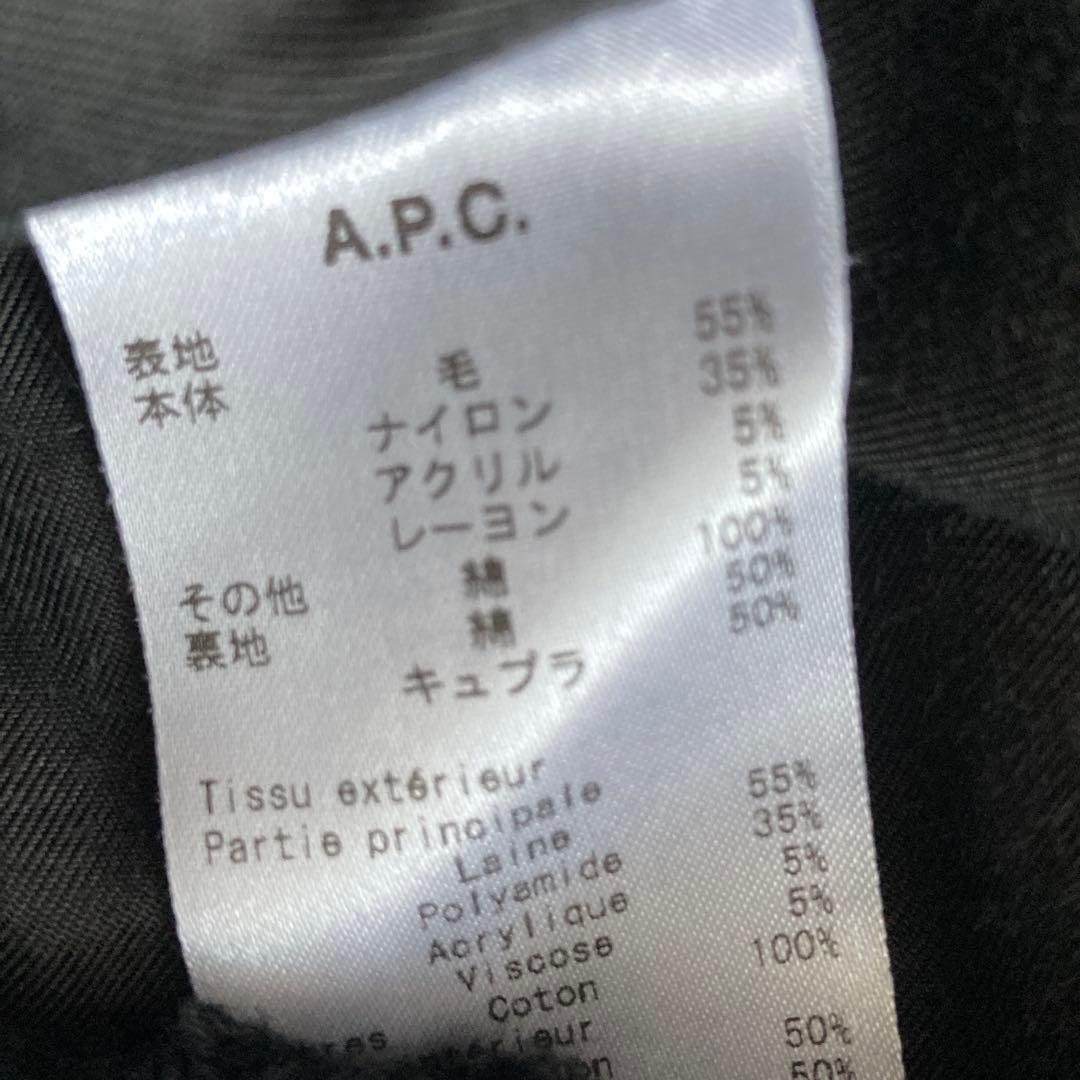 A.P.C.
表地
本体 毛 55%
ナイロン 35%
アクリル 5%
レーヨン 5%
その他 綿 100%
裏地 綿 50%
キュプラ 50%
Tissu extérieur
Partie principale
Laine 55%
Polyamide 35%
Acrylique 5%
Viscose 5%
Coton 100%
50%
50%